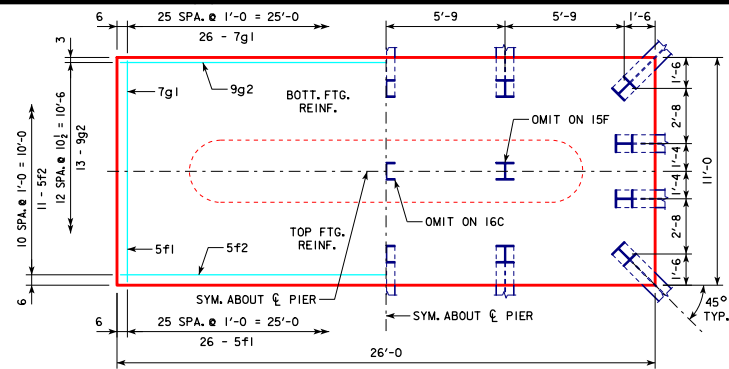 6
25 SPA. @ 1'-0 = 25'-0
26 - 7g1
5'-9
5'-9
1'-6
3
12 SPA. @ 10½ = 10'-6
13 - 9g2
10 SPA. @ 1'-0 = 10'-0
11 - 5f2
6
7g1
9g2
BOTT. FTG.
REINF.
OMIT ON 15F
OMIT ON 16C
TOP FTG.
REINF.
5f1
5f2
SYM. ABOUT ℄ PIER
SYM. ABOUT ℄ PIER
1'-6
2'-8
1'-4
1'-4
2'-8
1'-6
11'-0
45°
TYP.
6
25 SPA. @ 1'-0 = 25'-0
26 - 5f1
26'-0